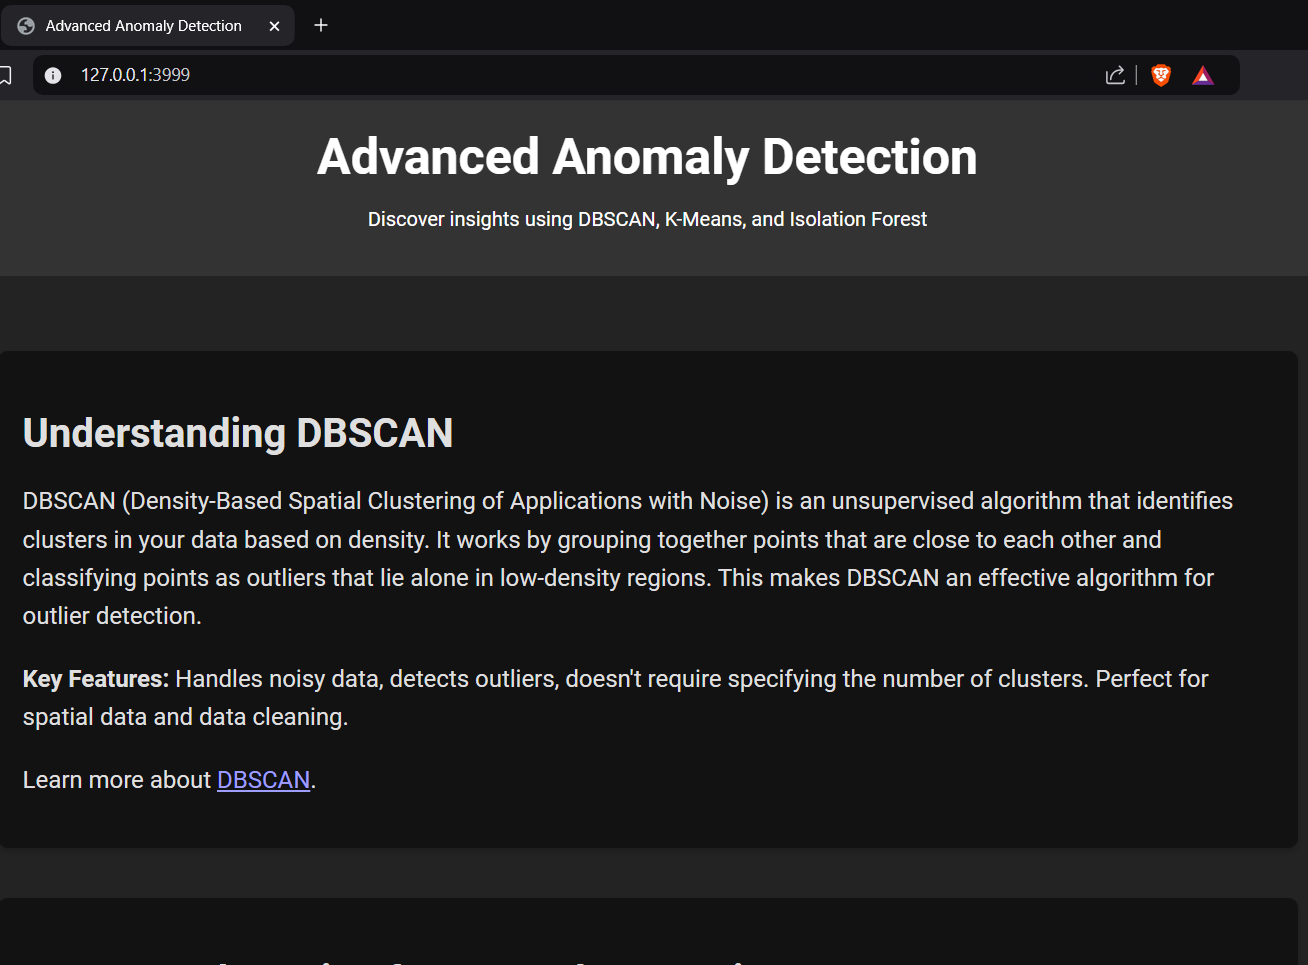 Advanced Anomaly Detection
127.0.0.1:3999
Advanced Anomaly Detection
Discover insights using DBSCAN, K-Means, and Isolation Forest
Understanding DBSCAN
DBSCAN (Density-Based Spatial Clustering of Applications with Noise) is an unsupervised algorithm that identifies
clusters in your data based on density. It works by grouping together points that are close to each other and
classifying points as outliers that lie alone in low-density regions. This makes DBSCAN an effective algorithm for
outlier detection.
Key Features: Handles noisy data, detects outliers, doesn't require specifying the number of clusters. Perfect for
spatial data and data cleaning.
Learn more about DBSCAN.